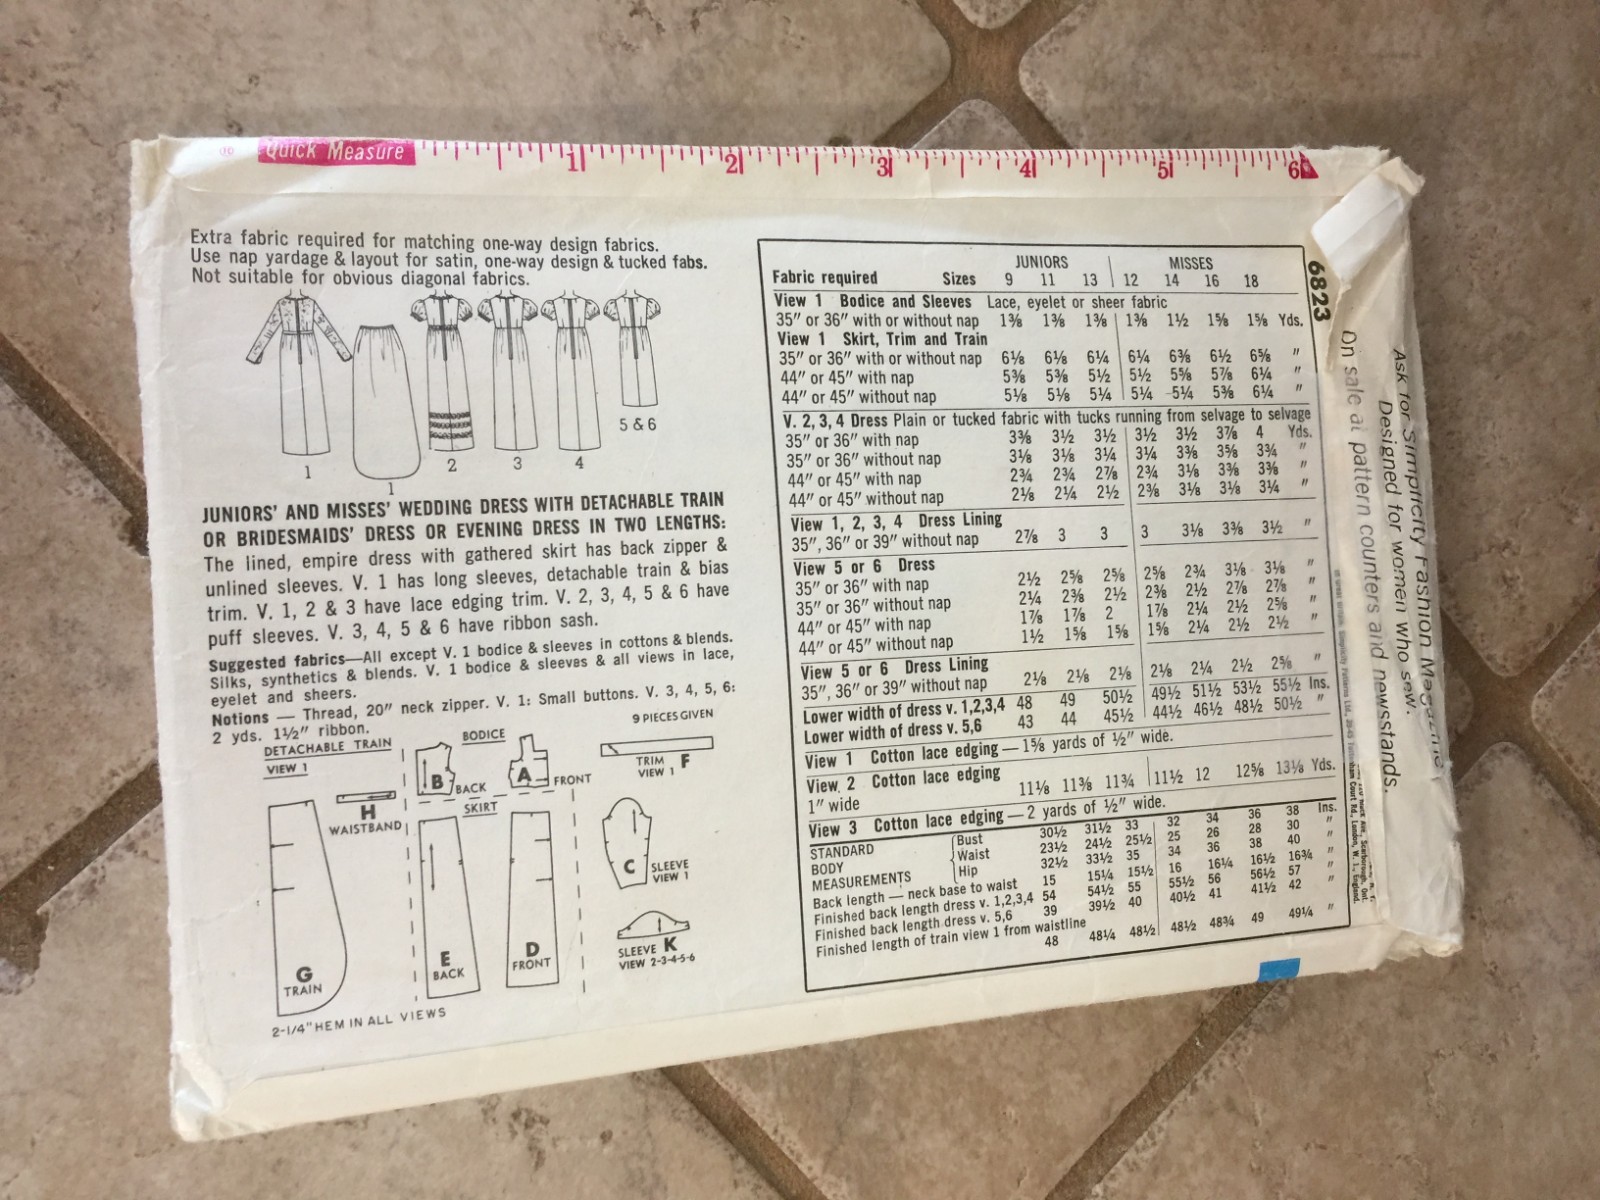 Quick Measure
1 2 3 4 5 6
Extra fabric required for matching one-way design fabrics.
Use nap yardage & layout for satin, one-way design & tucked fabs.
Not suitable for obvious diagonal fabrics.
5 & 6
1 2 3 4
1
JUNIORS' AND MISSES' WEDDING DRESS WITH DETACHABLE TRAIN
OR BRIDESMAIDS' DRESS OR EVENING DRESS IN TWO LENGTHS:
The lined, empire dress with gathered skirt has back zipper &
unlined sleeves. V. 1 has long sleeves, detachable train & bias
trim. V. 1, 2 & 3 have lace edging trim. V. 2, 3, 4, 5 & 6 have
puff sleeves. V. 3, 4, 5 & 6 have ribbon sash.
Suggested fabrics—All except V. 1 bodice & sleeves in cottons & blends.
Silks, synthetics & blends. V. 1 bodice & sleeves & all views in lace,
eyelet and sheers.
Notions — Thread, 20" neck zipper. V. 1: Small buttons. V. 3, 4, 5, 6:
2 yds. 1½" ribbon.
9 PIECES GIVEN
DETACHABLE TRAIN
VIEW 1
BODICE
B BACK
A FRONT
TRIM F
VIEW 1
H
WAISTBAND
SKIRT
C SLEEVE
VIEW 1
G
TRAIN
E
BACK
D
FRONT
SLEEVE K
VIEW 2-3-4-5-6
2-1/4" HEM IN ALL VIEWS
JUNIORS MISSES
Fabric required Sizes 9 11 13 12 14 16 18
View 1 Bodice and Sleeves Lace, eyelet or sheer fabric
35" or 36" with or without nap 1⅜ 1⅜ 1⅜ 1⅜ 1½ 1⅝ 1⅝ Yds.
View 1 Skirt, Trim and Train
35" or 36" with or without nap 6⅛ 6⅛ 6¼ 6¼ 6⅜ 6½ 6⅝ "
44" or 45" with nap 5⅜ 5⅜ 5½ 5½ 5⅝ 5⅞ 6¼ "
44" or 45" without nap 5⅛ 5⅛ 5¼ 5¼ 5¼ 5⅜ 6¼ "
V. 2, 3, 4 Dress Plain or tucked fabric with tucks running from selvage to selvage
35" or 36" with nap 3⅜ 3½ 3½ 3½ 3½ 3⅞ 4 Yds.
35" or 36" without nap 3⅛ 3⅛ 3¼ 3¼ 3⅜ 3⅝ 3¾ "
44" or 45" with nap 2¾ 2¾ 2⅞ 2¾ 3⅛ 3⅜ 3⅜ "
44" or 45" without nap 2⅛ 2¼ 2½ 2⅜ 3⅛ 3⅛ 3¼ "
View 1, 2, 3, 4 Dress Lining
35", 36" or 39" without nap 2⅞ 3 3 3 3⅛ 3⅜ 3½ "
View 5 or 6 Dress
35" or 36" with nap 2½ 2⅝ 2⅝ 2⅝ 2¾ 3⅛ 3⅛ "
35" or 36" without nap 2¼ 2⅜ 2½ 2⅜ 2½ 2⅞ 2⅞ "
44" or 45" with nap 1⅞ 1⅞ 2 1⅞ 2¼ 2½ 2⅝ "
44" or 45" without nap 1½ 1⅝ 1⅝ 1⅝ 2¼ 2½ 2½ "
View 5 or 6 Dress Lining
35", 36" or 39" without nap 2⅛ 2⅛ 2⅛ 2⅛ 2¼ 2½ 2⅝ "
Lower width of dress v. 1,2,3,4 48 49 50½ 49½ 51½ 53½ 55½ Ins.
Lower width of dress v. 5,6 43 44 45½ 44½ 46½ 48½ 50½ "
View 1 Cotton lace edging — 1⅝ yards of ½" wide.
View 2 Cotton lace edging
1" wide 11⅛ 11⅜ 11¾ 11½ 12 12⅝ 13⅛ Yds.
View 3 Cotton lace edging — 2 yards of ½" wide.
STANDARD BODY MEASUREMENTS
Bust 30½ 31½ 33 32 34 36 38 Ins.
Waist 23½ 24½ 25½ 25 26 28 30 "
Hip 32½ 33½ 35 34 36 38 40 "
Back length — neck base to waist 15 15¼ 15½ 16 16¼ 16½ 16¾ "
Finished back length dress v. 1,2,3,4 54 54½ 55 55½ 56 56½ 57 "
Finished back length dress v. 5,6 39 39½ 40 40½ 41 41½ 42 "
Finished length of train view 1 from waistline
48 48¼ 48½ 48½ 48¾ 49 49¼ "
6823
Ask for Simplicity Fashion Magazine
Designed for women who sew.
On sale at pattern counters and newsstands.
Simplicity Patterns Ltd.
Court Rd., London, W. 1., England.
Scarborough, Ont.